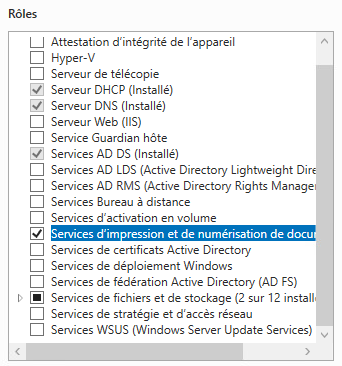 Rôles
Attestation d'intégrité de l'appareil
Hyper-V
Serveur de télécopie
Serveur DHCP (Installé)
Serveur DNS (Installé)
Serveur Web (IIS)
Service Guardian hôte
Services AD DS (Installé)
Services AD LDS (Active Directory Lightweight Dire
Services AD RMS (Active Directory Rights Manager
Services Bureau à distance
Services d'activation en volume
Services d'impression et de numérisation de docum
Services de certificats Active Directory
Services de déploiement Windows
Services de fédération Active Directory (AD FS)
Services de fichiers et de stockage (2 sur 12 installe
Services de stratégie et d'accès réseau
Services WSUS (Windows Server Update Services)